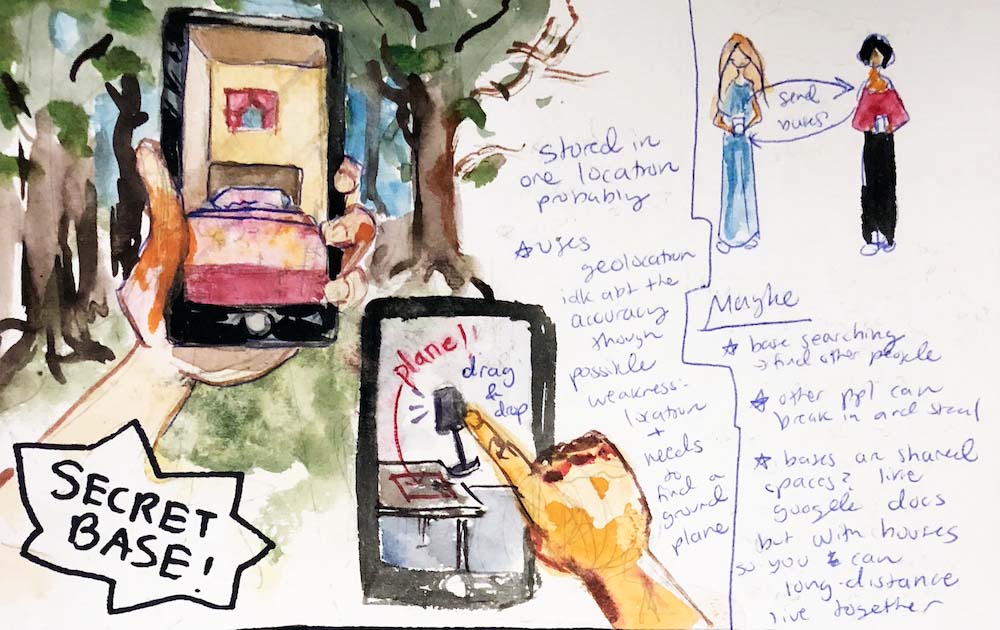 SECRET
BASE!
plane!!
drag
&
drop
stored in
one location
probably
☆ uses
geolocation
idk abt the
accuracy
though
possible
weakness:
location
+
needs
to
find a
ground
plane
send
bases
Maybe
☆ base searching
→ find other people
☆ other ppl can
break in and steal
☆ bases are shared
spaces? like
google docs
but with houses
so you can
long-distance
live together